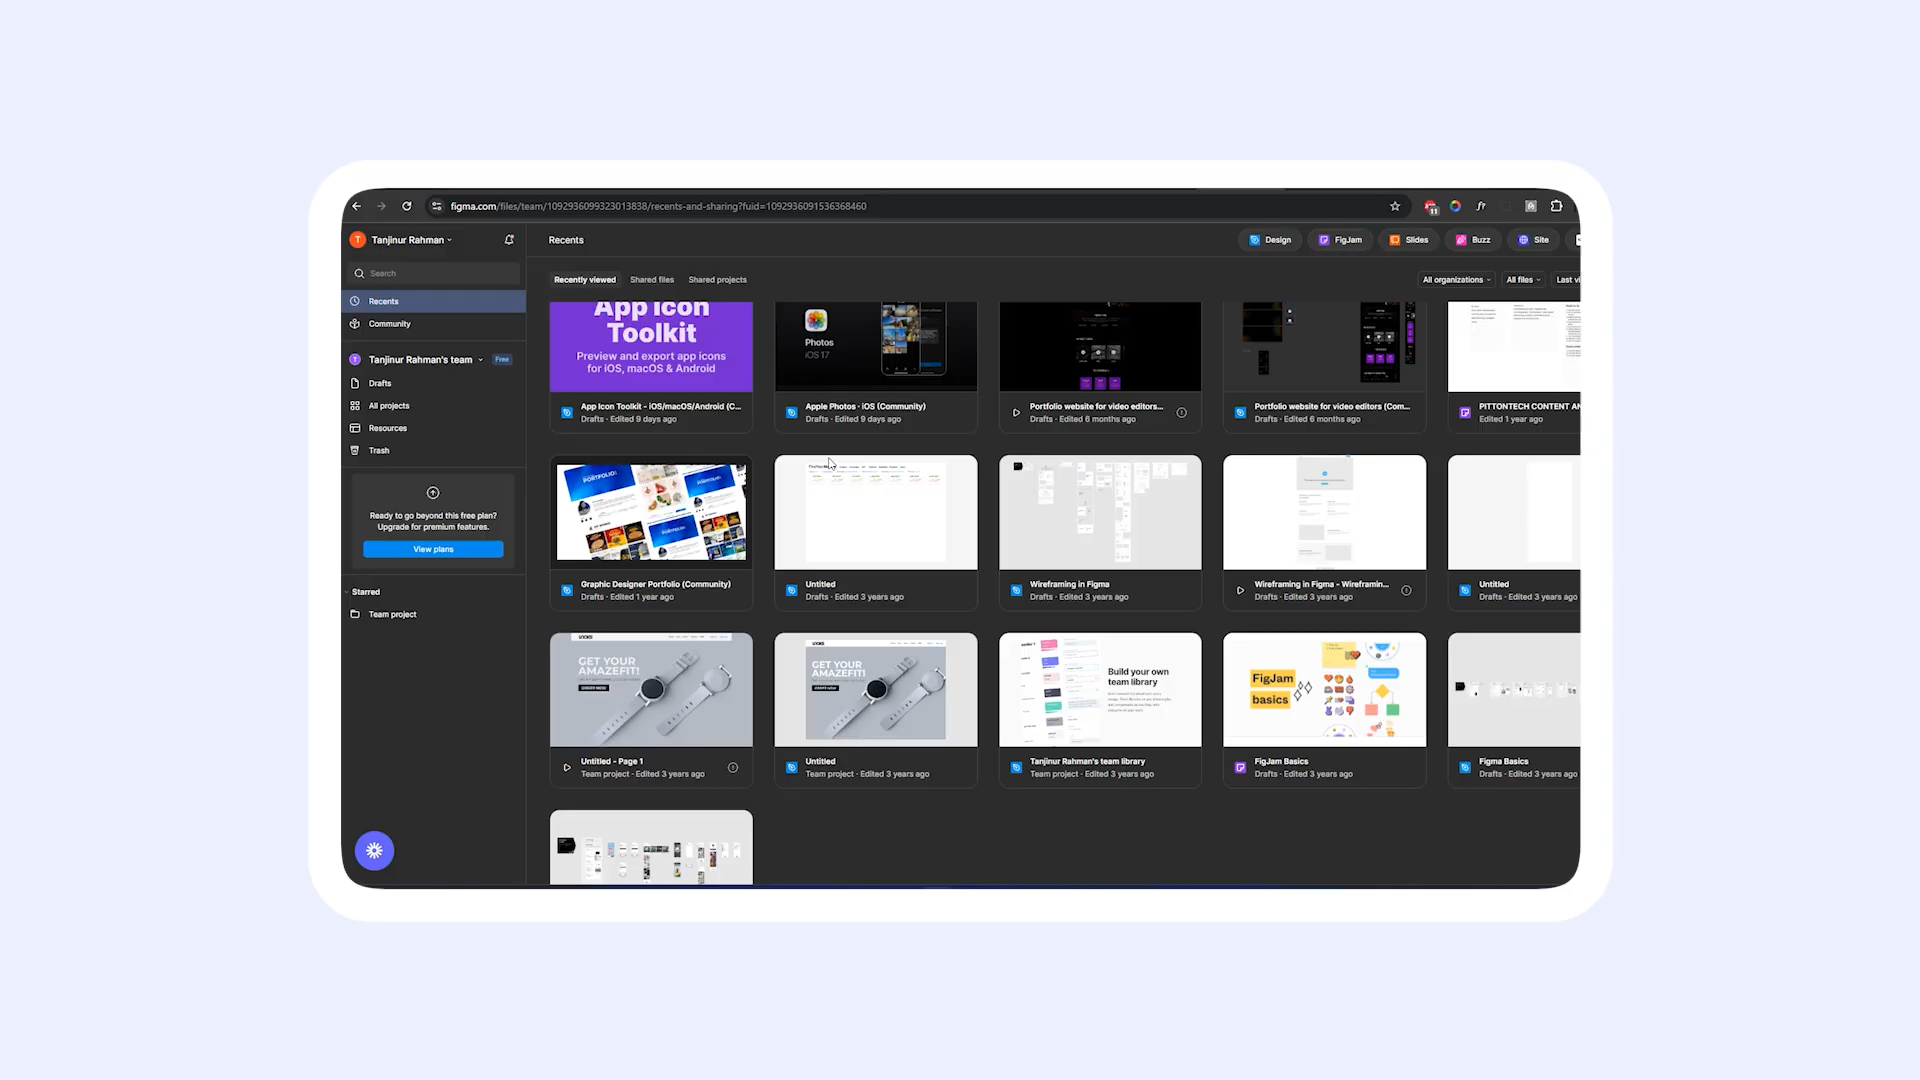 figma.com/files/team/1092936099323013838/recents-and-sharing?fuid=1092936091536368460
11
T
Tanjinur Rahman
Recents
Design
FigJam
Slides
Buzz
Site
Search
Recently viewed
Shared files
Shared projects
All organizations
All files
Last vi
Recents
Community
T
Tanjinur Rahman's team
Free
Drafts
All projects
Resources
Trash
Ready to go beyond this free plan?
Upgrade for premium features.
View plans
Starred
Team project
App Icon
Toolkit
Preview and export app icons
for iOS, macOS & Android
App Icon Toolkit - iOS/macOS/Android (C...
Drafts · Edited 9 days ago
Photos
iOS 17
Apple Photos · iOS (Community)
Drafts · Edited 9 days ago
Portfolio website for video editors...
Drafts · Edited 6 months ago
Portfolio website for video editors (Com...
Drafts · Edited 6 months ago
PITTONTECH CONTENT AN
Edited 1 year ago
PORTFOLIO
PORTFOLIO
Graphic Designer Portfolio (Community)
Drafts · Edited 1 year ago
Untitled
Drafts · Edited 3 years ago
Wireframing in Figma
Drafts · Edited 3 years ago
Wireframing in Figma - Wireframin...
Drafts · Edited 3 years ago
Untitled
Drafts · Edited 3 years ago
GET YOUR
AMAZEFIT!
Untitled - Page 1
Team project · Edited 3 years ago
GET YOUR
AMAZEFIT!
Untitled
Team project · Edited 3 years ago
Build your own
team library
Tanjinur Rahman's team library
Team project · Edited 3 years ago
FigJam
basics
FigJam Basics
Drafts · Edited 3 years ago
Figma Basics
Drafts · Edited 3 years ago